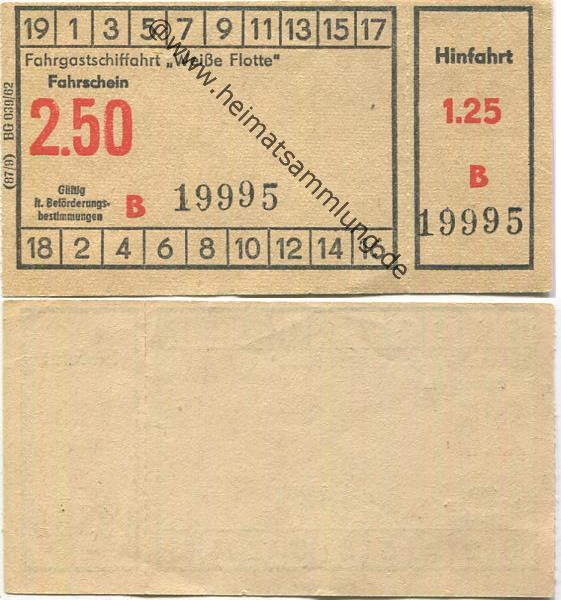 19 1 3 5 7 9 11 13 15 17
Fahrgastschiffahrt „Weiße Flotte"
Fahrschein
2.50
Gültig
lt. Beförderungs-
bestimmungen
B
19995
18 2 4 6 8 10 12 14 16
(87/9) BG 039/62
Hinfahrt
1.25
B
19995
@www.heimatsammlung.de